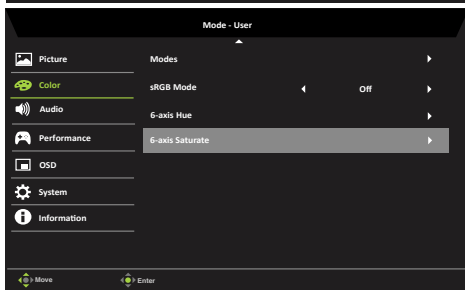 Mode - User
Picture
Modes
Color
sRGB Mode
Off
Audio
6-axis Hue
Performance
6-axis Saturate
OSD
System
Information
Move
Enter